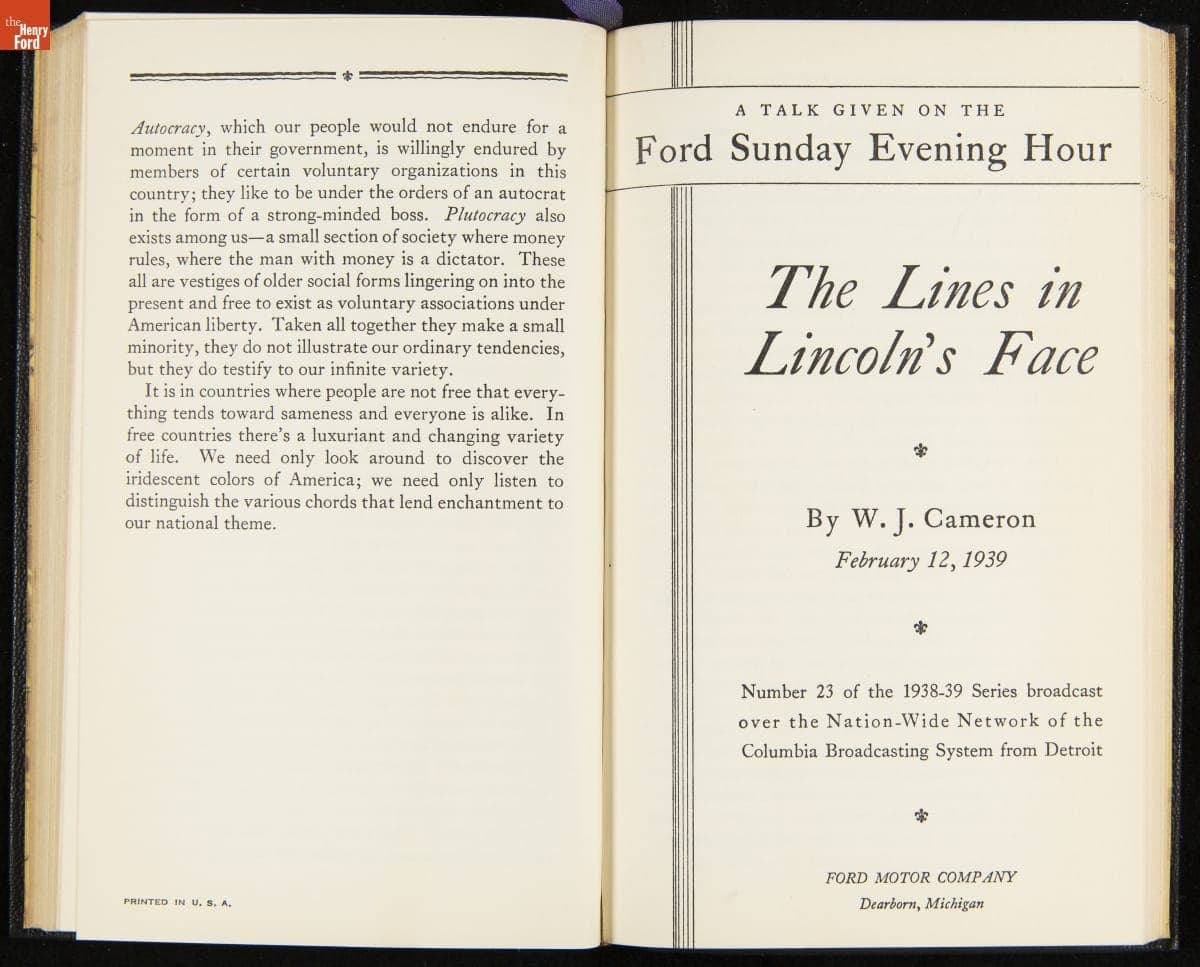 the
Henry
Ford
Autocracy, which our people would not endure for a
moment in their government, is willingly endured by
members of certain voluntary organizations in this
country; they like to be under the orders of an autocrat
in the form of a strong-minded boss. Plutocracy also
exists among us—a small section of society where money
rules, where the man with money is a dictator. These
all are vestiges of older social forms lingering on into the
present and free to exist as voluntary associations under
American liberty. Taken all together they make a small
minority, they do not illustrate our ordinary tendencies,
but they do testify to our infinite variety.
It is in countries where people are not free that every-
thing tends toward sameness and everyone is alike. In
free countries there's a luxuriant and changing variety
of life. We need only look around to discover the
iridescent colors of America; we need only listen to
distinguish the various chords that lend enchantment to
our national theme.
PRINTED IN U. S. A.
A TALK GIVEN ON THE
Ford Sunday Evening Hour
The Lines in
Lincoln's Face
By W. J. Cameron
February 12, 1939
Number 23 of the 1938-39 Series broadcast
over the Nation-Wide Network of the
Columbia Broadcasting System from Detroit
FORD MOTOR COMPANY
Dearborn, Michigan